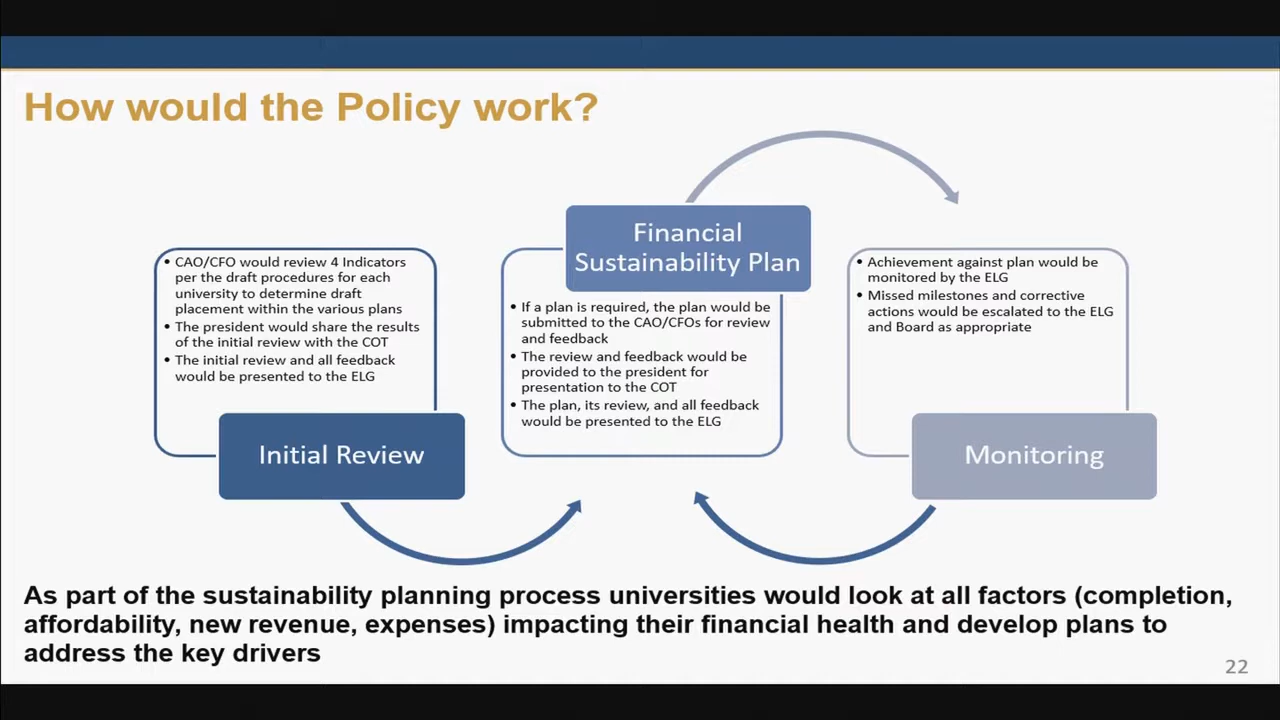 How would the Policy work?
• CAO/CFO would review 4 Indicators
per the draft procedures for each
university to determine draft
placement within the various plans
• The president would share the results
of the initial review with the COT
• The initial review and all feedback
would be presented to the ELG
Initial Review
Financial
Sustainability Plan
• If a plan is required, the plan would be
submitted to the CAO/CFOs for review
and feedback
• The review and feedback would be
provided to the president for
presentation to the COT
• The plan, its review, and all feedback
would be presented to the ELG
• Achievement against plan would be
monitored by the ELG
• Missed milestones and corrective
actions would be escalated to the ELG
and Board as appropriate
Monitoring
As part of the sustainability planning process universities would look at all factors (completion,
affordability, new revenue, expenses) impacting their financial health and develop plans to
address the key drivers
22